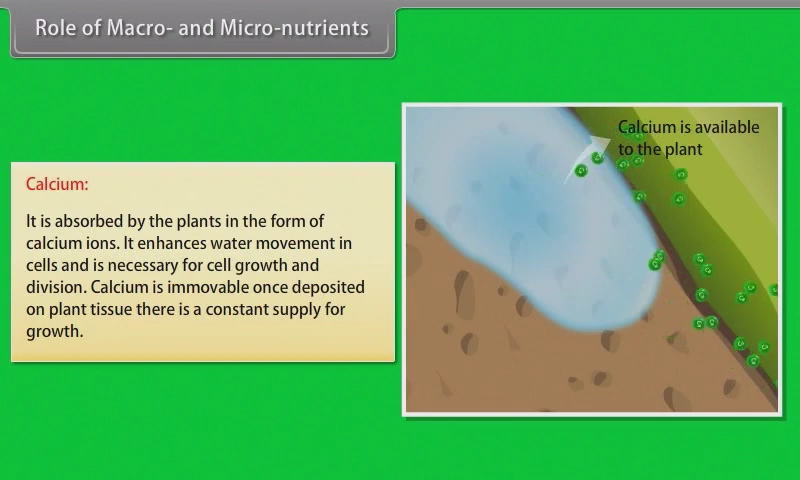 Role of Macro- and Micro-nutrients
Calcium is available
to the plant
Calcium:
It is absorbed by the plants in the form of
calcium ions. It enhances water movement in
cells and is necessary for cell growth and
division. Calcium is immovable once deposited
on plant tissue there is a constant supply for
growth.